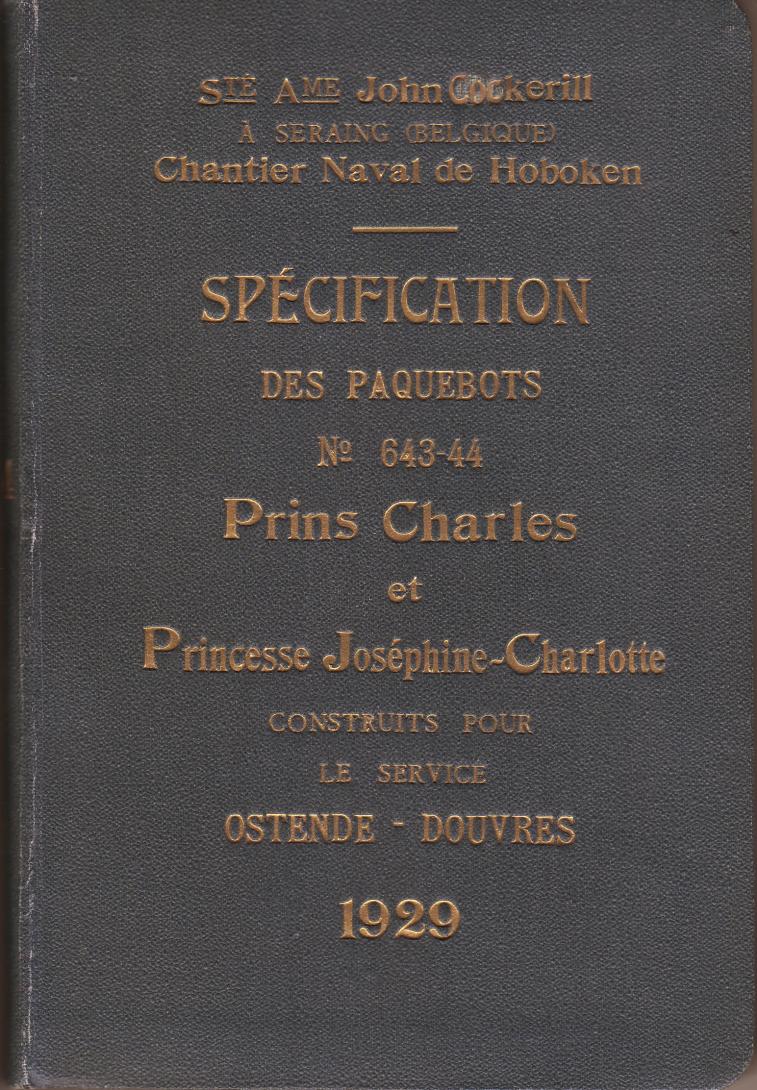 STÉ AME John Cockerill
À SERAING (BELGIQUE)
Chantier Naval de Hoboken
SPÉCIFICATION
DES PAQUEBOTS
Nº 643-44
Prins Charles
et
Princesse Joséphine-Charlotte
CONSTRUITS POUR
LE SERVICE
OSTENDE - DOUVRES
1929